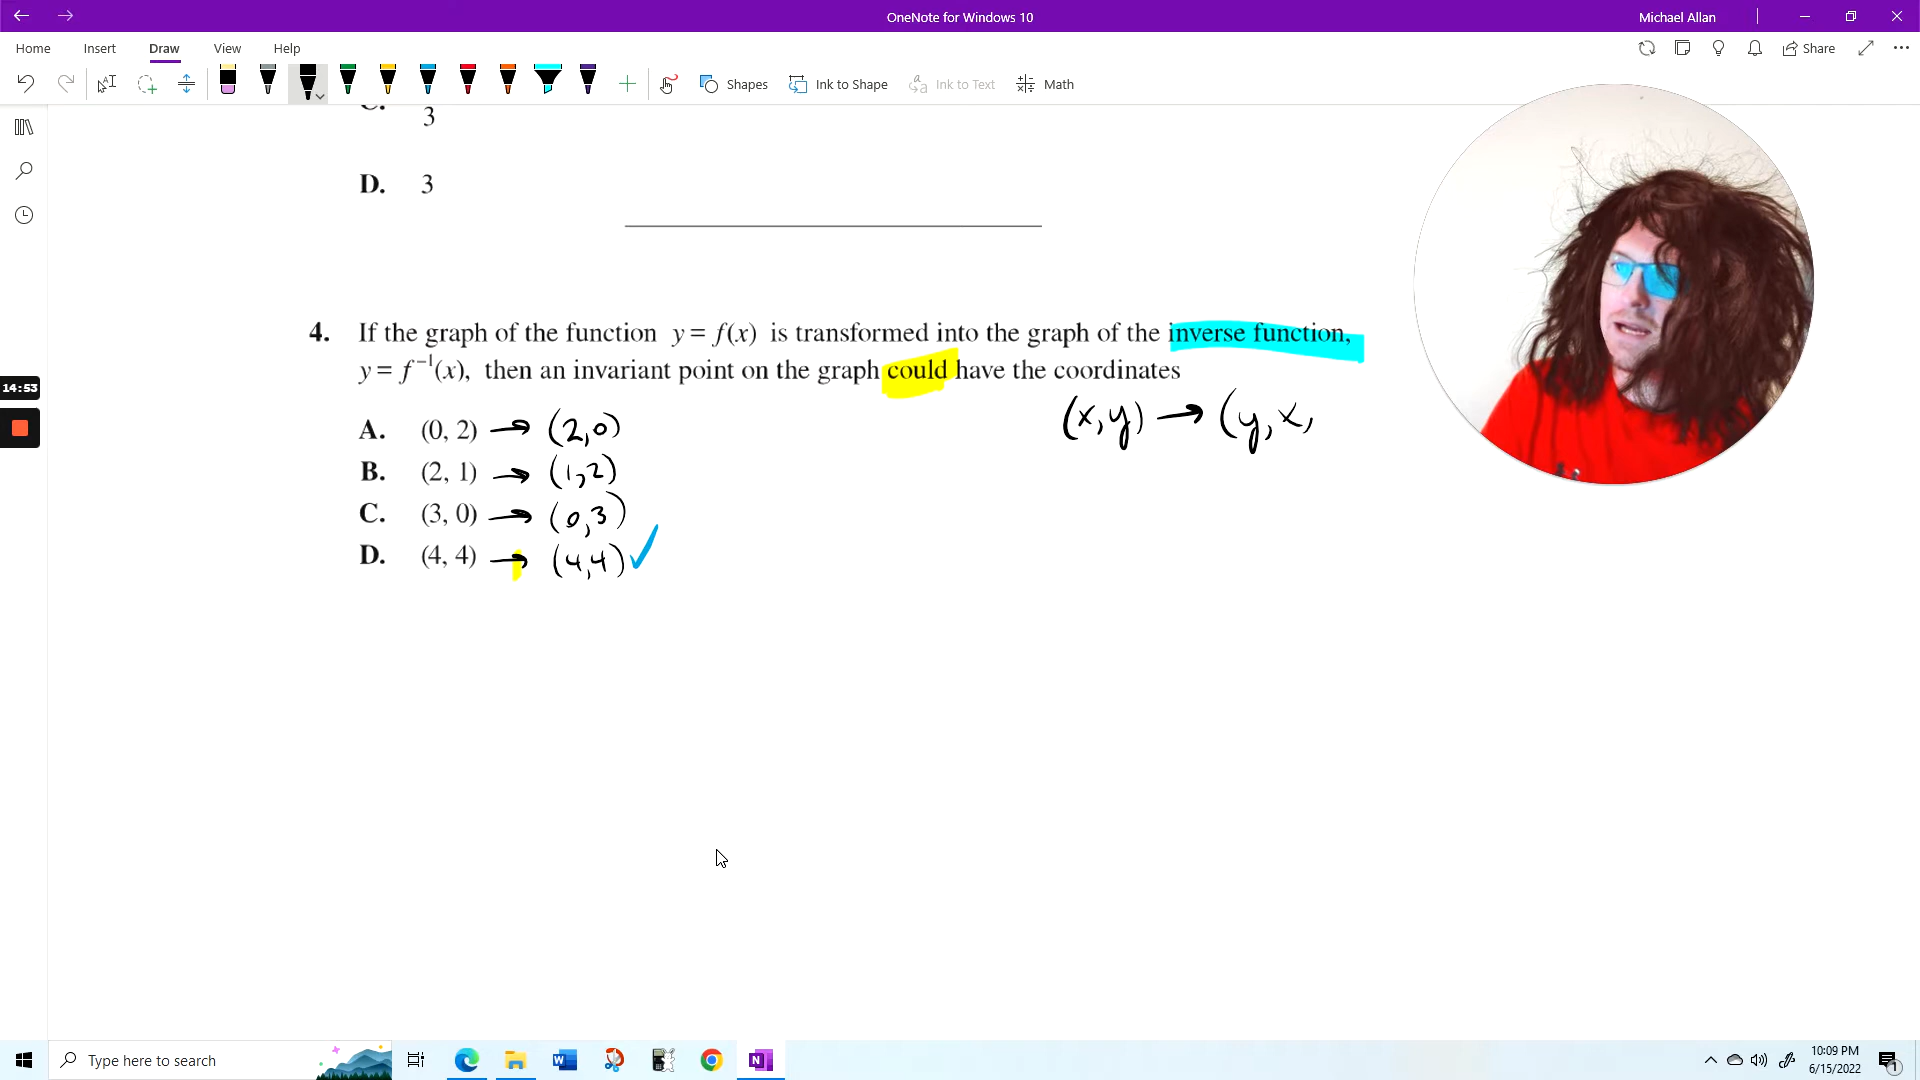 OneNote for Windows 10
Michael Allan
Home Insert Draw View Help
Share
Shapes Ink to Shape Ink to Text Math
3
D. 3
4. If the graph of the function y = f(x) is transformed into the graph of the inverse function,
y = f⁻¹(x), then an invariant point on the graph could have the coordinates
(x,y) → (y,x,
A. (0, 2) → (2,0)
B. (2, 1) → (1,2)
C. (3, 0) → (0,3)
D. (4, 4) → (4,4) ✓
14:53
Type here to search
10:09 PM
6/15/2022
1